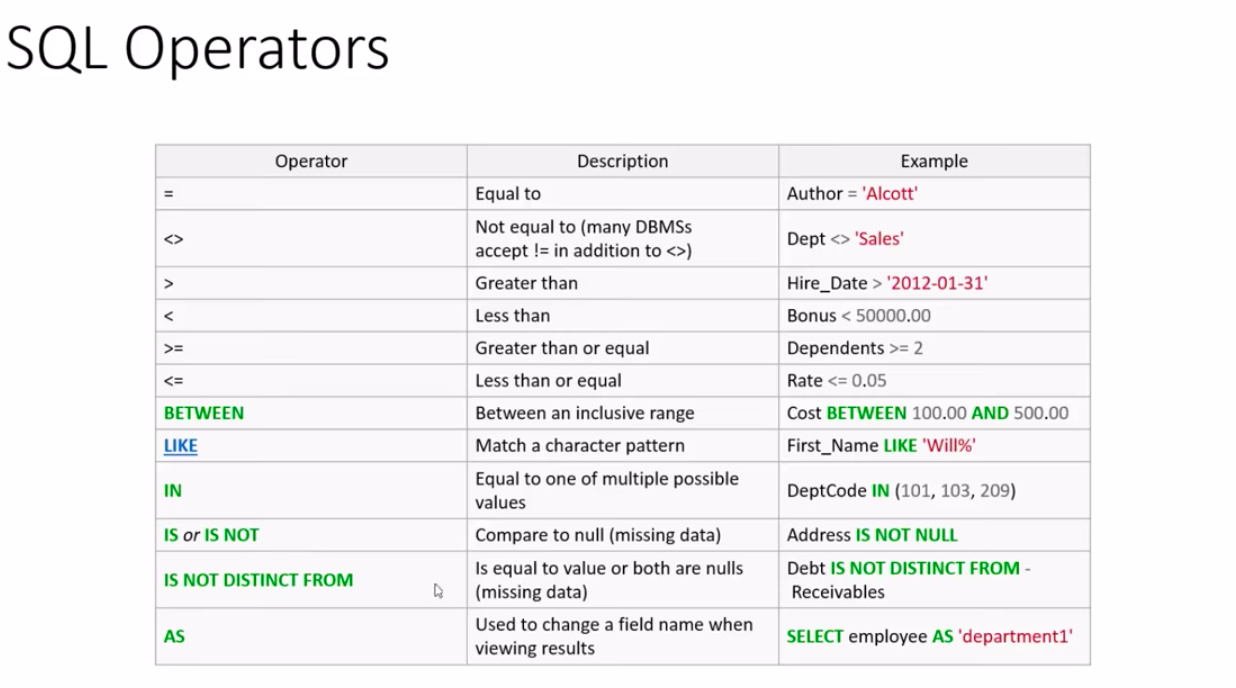 SQL Operators
Operator Description Example
= Equal to Author = 'Alcott'
<> Not equal to (many DBMSs
accept != in addition to <>) Dept <> 'Sales'
> Greater than Hire_Date > '2012-01-31'
< Less than Bonus < 50000.00
>= Greater than or equal Dependents >= 2
<= Less than or equal Rate <= 0.05
BETWEEN Between an inclusive range Cost BETWEEN 100.00 AND 500.00
LIKE Match a character pattern First_Name LIKE 'Will%'
IN Equal to one of multiple possible
values DeptCode IN (101, 103, 209)
IS or IS NOT Compare to null (missing data) Address IS NOT NULL
IS NOT DISTINCT FROM Is equal to value or both are nulls
(missing data) Debt IS NOT DISTINCT FROM -
Receivables
AS Used to change a field name when
viewing results SELECT employee AS 'department1'